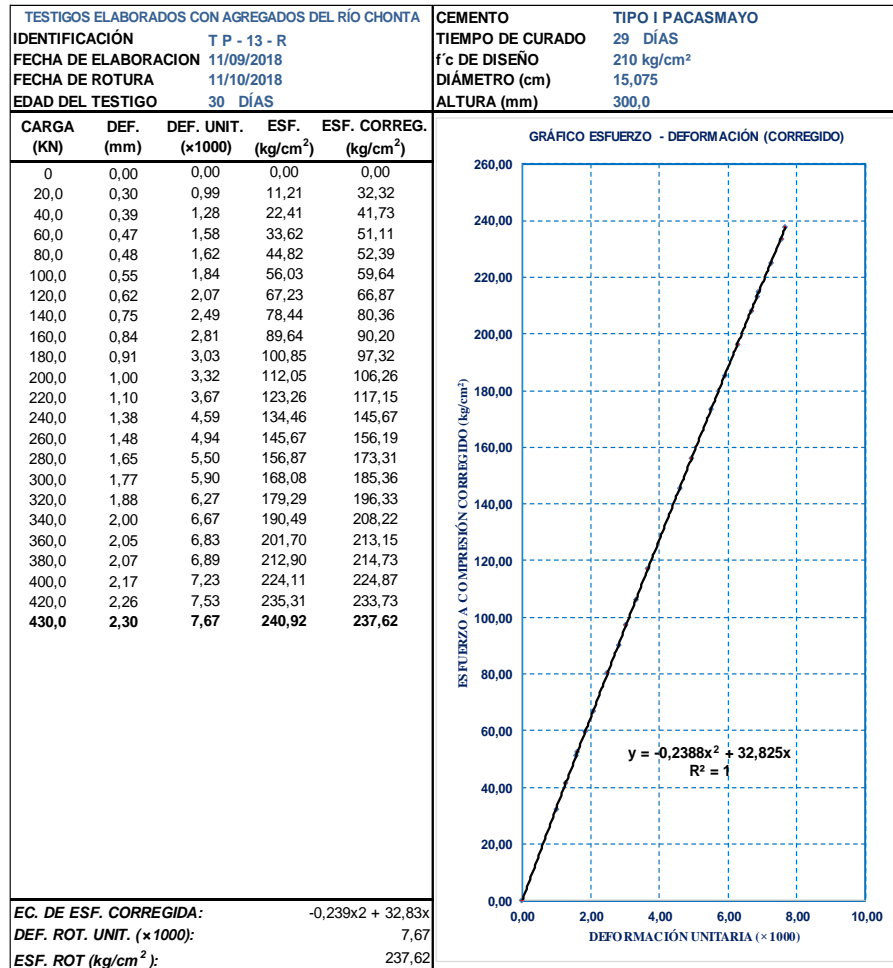 TESTIGOS ELABORADOS CON AGREGADOS DEL RÍO CHONTA
IDENTIFICACIÓN T P - 13 - R
FECHA DE ELABORACION 11/09/2018
FECHA DE ROTURA 11/10/2018
EDAD DEL TESTIGO 30 DÍAS
CEMENTO TIPO I PACASMAYO
TIEMPO DE CURADO 29 DÍAS
f´c DE DISEÑO 210 kg/cm²
DIÁMETRO (cm) 15,075
ALTURA (mm) 300,0
CARGA DEF. DEF. UNIT. ESF. ESF. CORREG.
(KN) (mm) (×1000) (kg/cm²) (kg/cm²)
0 0,00 0,00 0,00 0,00
20,0 0,30 0,99 11,21 32,32
40,0 0,39 1,28 22,41 41,73
60,0 0,47 1,58 33,62 51,11
80,0 0,48 1,62 44,82 52,39
100,0 0,55 1,84 56,03 59,64
120,0 0,62 2,07 67,23 66,87
140,0 0,75 2,49 78,44 80,36
160,0 0,84 2,81 89,64 90,20
180,0 0,91 3,03 100,85 97,32
200,0 1,00 3,32 112,05 106,26
220,0 1,10 3,67 123,26 117,15
240,0 1,38 4,59 134,46 145,67
260,0 1,48 4,94 145,67 156,19
280,0 1,65 5,50 156,87 173,31
300,0 1,77 5,90 168,08 185,36
320,0 1,88 6,27 179,29 196,33
340,0 2,00 6,67 190,49 208,22
360,0 2,05 6,83 201,70 213,15
380,0 2,07 6,89 212,90 214,73
400,0 2,17 7,23 224,11 224,87
420,0 2,26 7,53 235,31 233,73
430,0 2,30 7,67 240,92 237,62
EC. DE ESF. CORREGIDA: -0,239x2 + 32,83x
DEF. ROT. UNIT. (×1000): 7,67
ESF. ROT (kg/cm²): 237,62
GRÁFICO ESFUERZO - DEFORMACIÓN (CORREGIDO)
ESFUERZO A COMPRESIÓN CORREGIDO (kg/cm²)
260,00
240,00
220,00
200,00
180,00
160,00
140,00
120,00
100,00
80,00
60,00
40,00
20,00
0,00
y = -0,2388x² + 32,825x
R² = 1
0,00 2,00 4,00 6,00 8,00 10,00
DEFORMACIÓN UNITARIA (×1000)